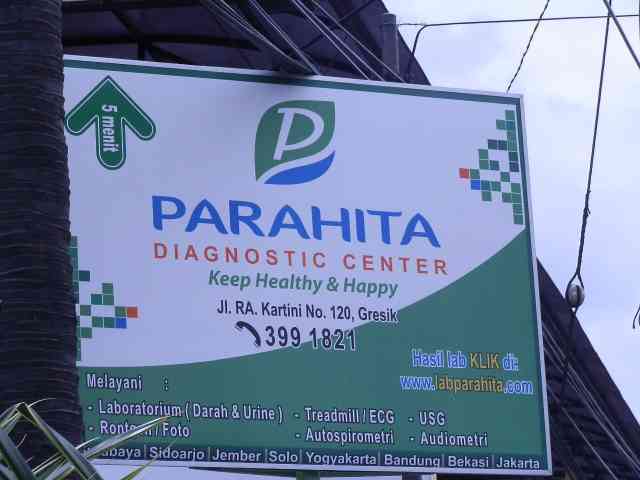 5 menit
P
PARAHITA
DIAGNOSTIC CENTER
Keep Healthy & Happy
Jl. RA. Kartini No. 120, Gresik
399 1821
Hasil lab KLIK di:
www.labparahita.com
Melayani :
- Laboratorium ( Darah & Urine ) - Treadmill / ECG - USG
- Rontgen / Foto - Autospirometri - Audiometri
Sidoarjo | Jember | Solo | Yogyakarta | Bandung | Bekasi | Jakarta